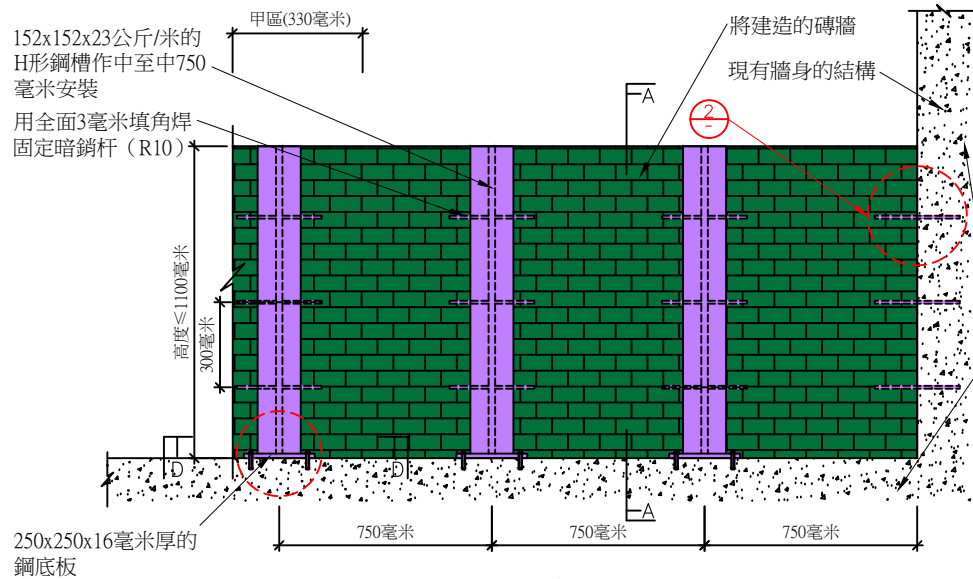 甲區(330毫米)
152x152x23公斤/米的
H形鋼槽作中至中750
毫米安裝
用全面3毫米填角焊
固定暗銷杆（R10）
將建造的磚牆
現有牆身的結構
A
2
-
高度≤1100毫米
300毫米
D
D
A
750毫米
750毫米
750毫米
250x250x16毫米厚的
鋼底板